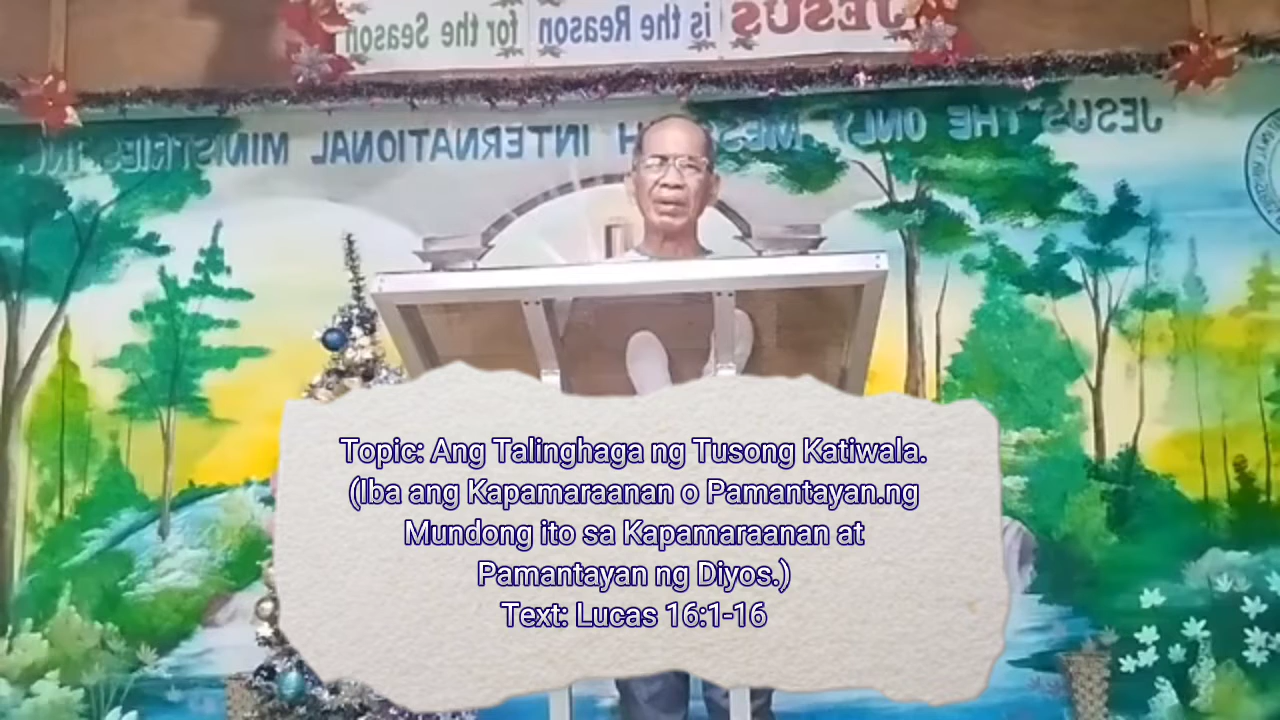 JESUS is the Reason for the Season
JESUS THE ONLY INTERNATIONAL MINISTRIES INC
Topic: Ang Talinghaga ng Tusong Katiwala.
(Iba ang Kapamaraanan o Pamantayan.ng
Mundong ito sa Kapamaraanan at
Pamantayan ng Diyos.)
Text: Lucas 16:1-16